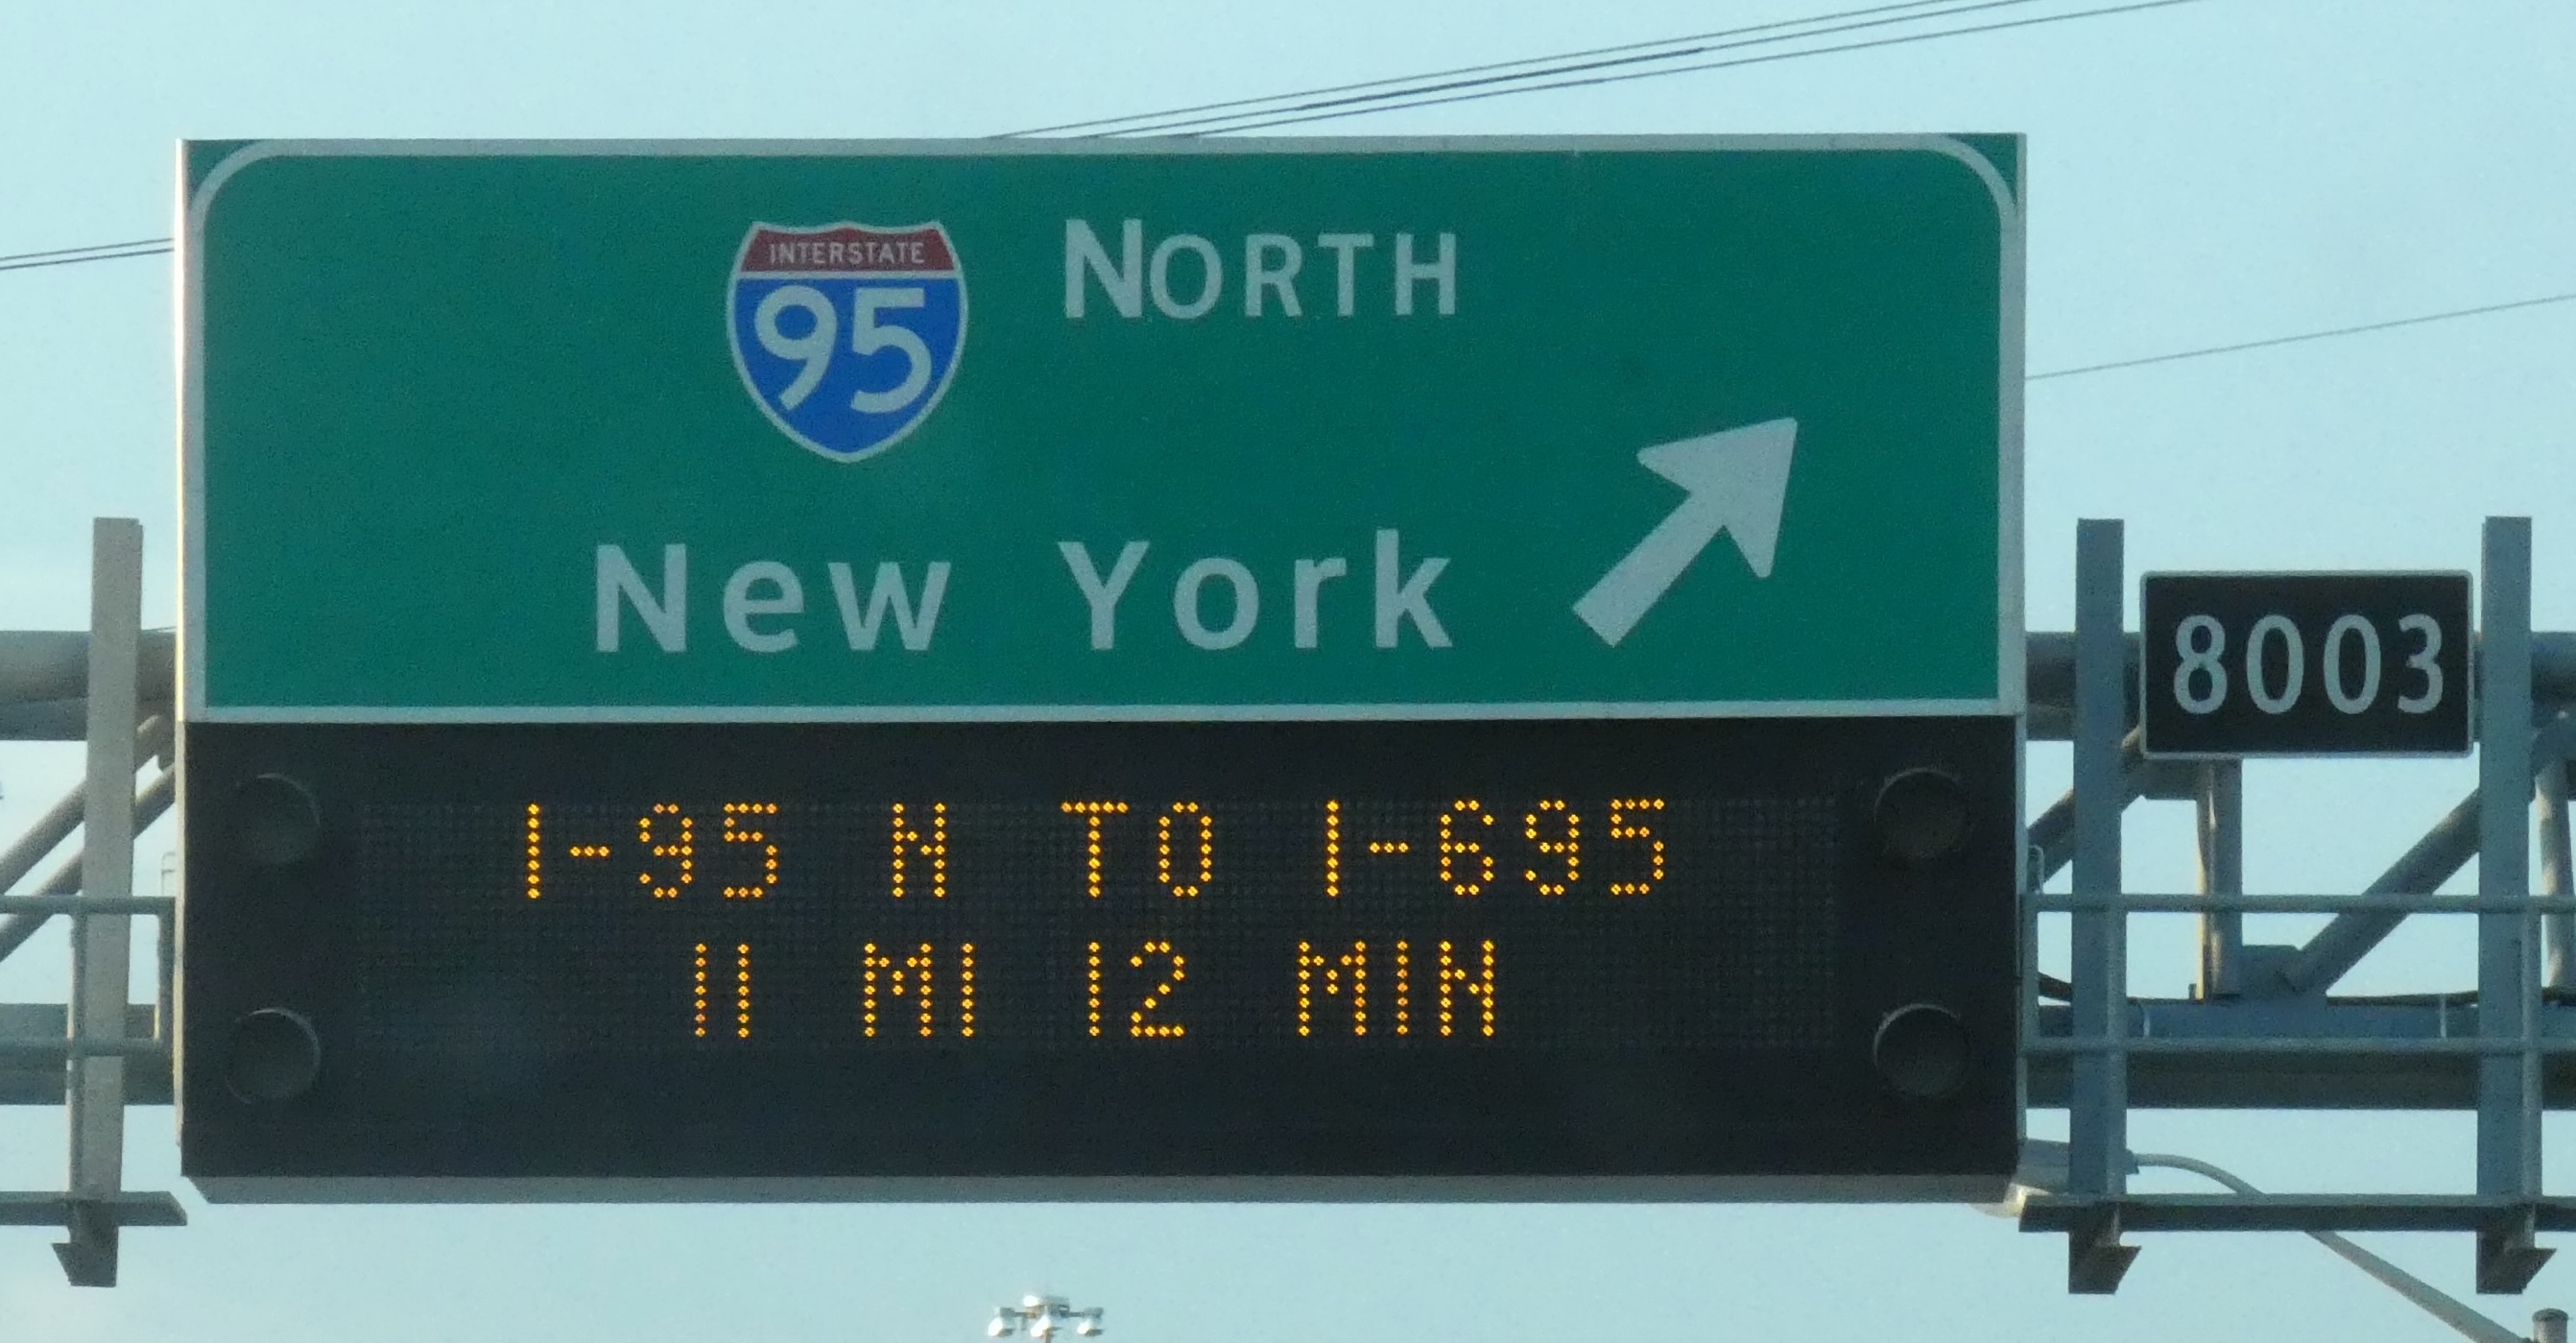 INTERSTATE
95 NORTH
New York
8003
I-95 N TO I-695
11 MI 12 MIN